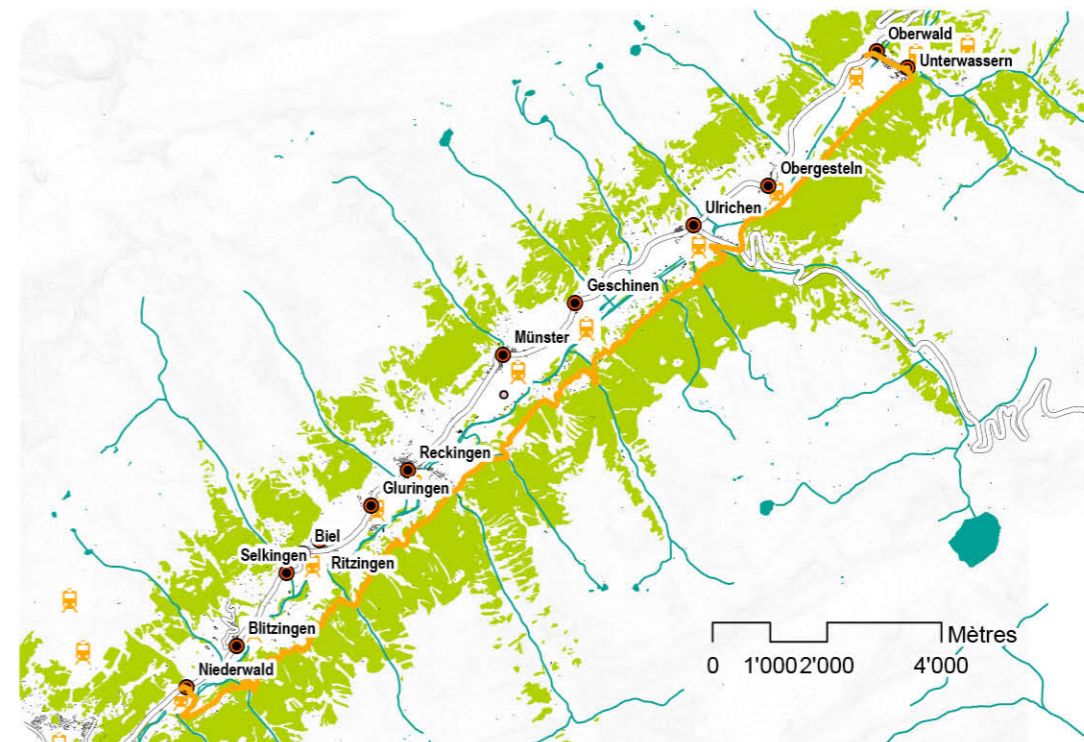 Oberwald
Unterwassern
Obergesteln
Ulrichen
Geschinen
Münster
Reckingen
Gluringen
Biel
Selkingen
Ritzingen
Blitzingen
Niederwald
Mètres
0 1'000 2'000 4'000